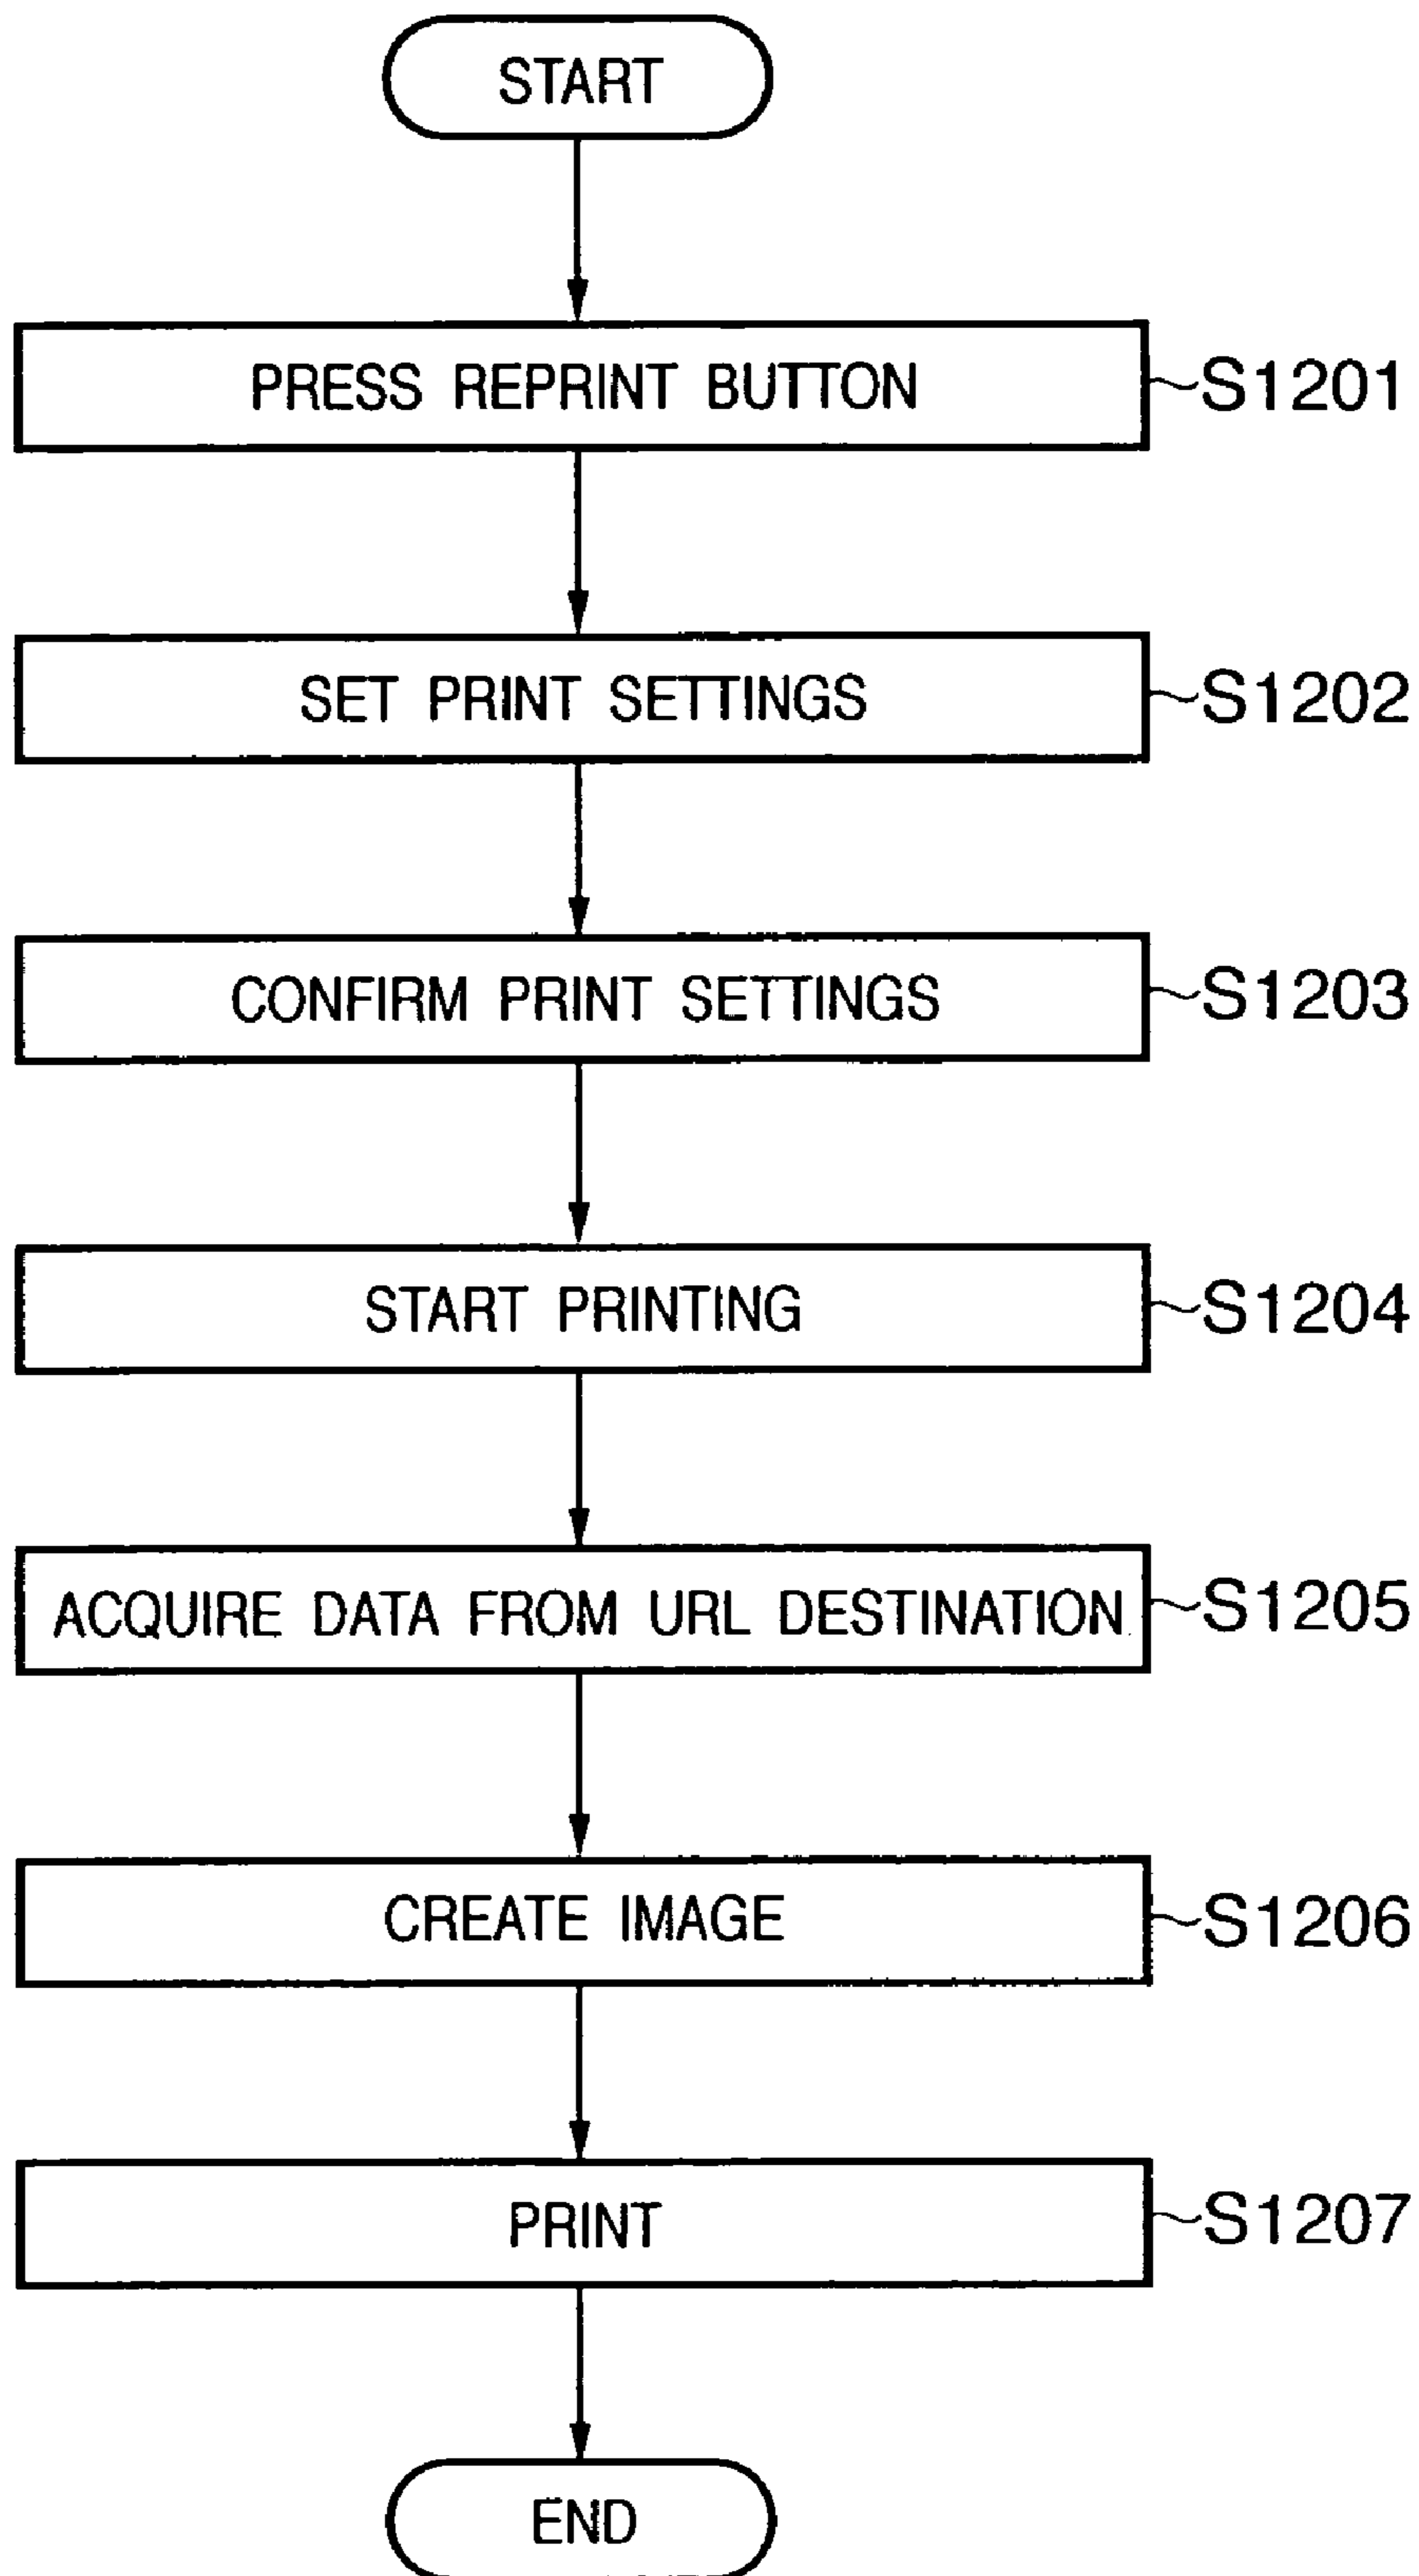 START
PRESS REPRINT BUTTON
S1201
SET PRINT SETTINGS
S1202
CONFIRM PRINT SETTINGS
S1203
START PRINTING
S1204
ACQUIRE DATA FROM URL DESTINATION
S1205
CREATE IMAGE
S1206
PRINT
S1207
END